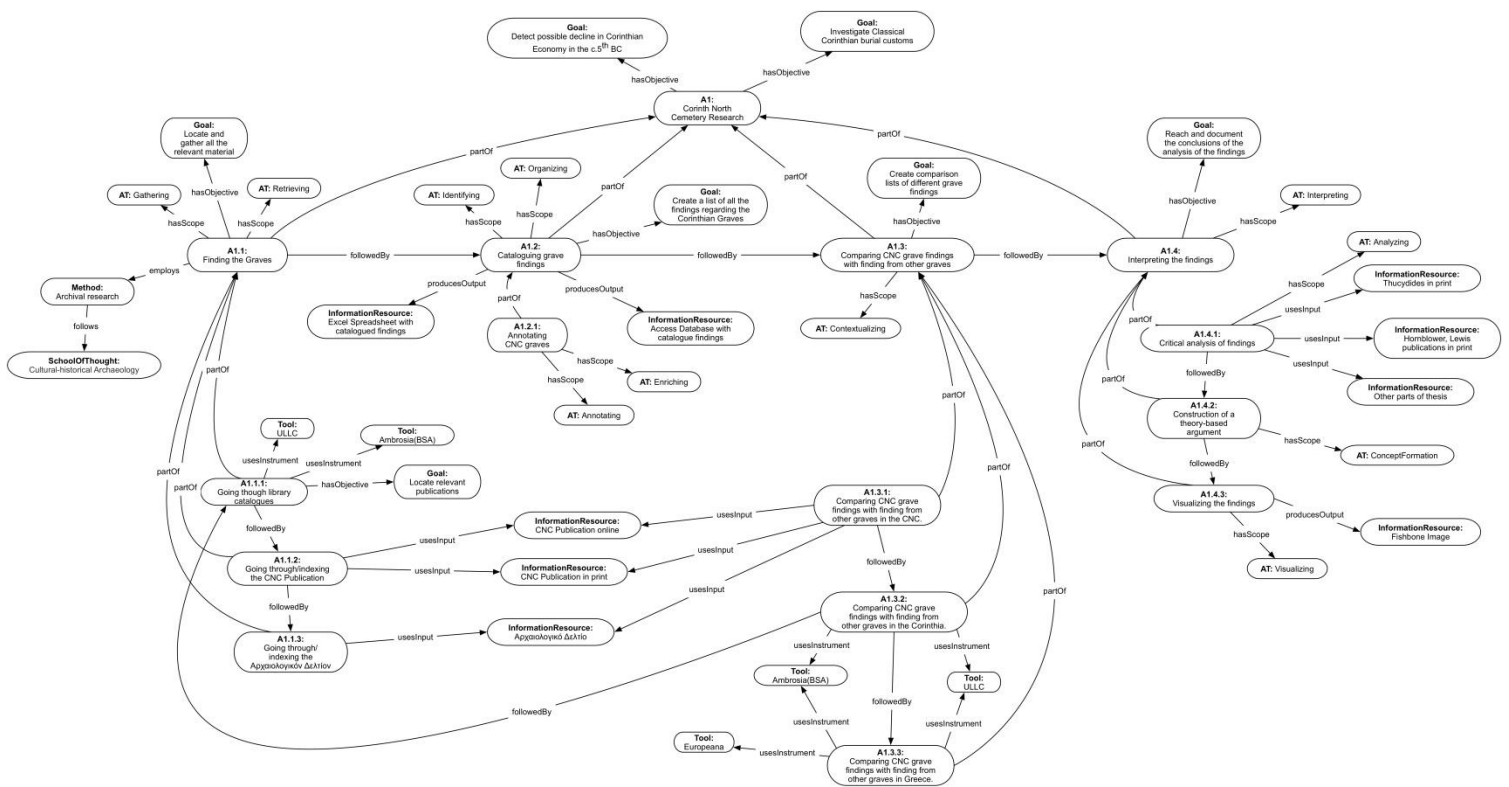 Goal:
Detect possible decline in Corinthian
Economy in the c.5th BC
Goal:
Investigate Classical
Corinthian burial customs
hasObjective
hasObjective
A1:
Corinth North
Cemetery Research
Goal:
Locate and
gather all the
relevant material
partOf
partOf
partOf
partOf
Goal:
Reach and document
the conclusions of the
analysis of the findings
AT: Gathering
hasObjective
AT: Retrieving
AT: Identifying
AT: Organizing
Goal:
Create a list of all the
findings regarding the
Corinthian Graves
Goal:
Create comparison
lists of different grave
findings
AT: Interpreting
hasScope
hasScope
hasScope
hasScope
hasObjective
hasObjective
hasObjective
hasScope
A1.1:
Finding the Graves
followedBy
A1.2:
Cataloguing grave
findings
followedBy
A1.3:
Comparing CNC grave findings
with finding from other graves
followedBy
A1.4:
Interpreting the findings
AT: Analyzing
employs
Method:
Archival research
follows
SchoolOfThought:
Cultural-historical Archaeology
producesOutput
partOf
producesOutput
InformationResource:
Excel Spreadsheet with
catalogued findings
A1.2.1:
Annotating
CNC graves
InformationResource:
Access Database with
catalogue findings
hasScope
AT: Enriching
hasScope
AT: Annotating
hasScope
AT: Contextualizing
hasScope
InformationResource:
Thucydides in print
usesInput
partOf
A1.4.1:
Critical analysis of findings
usesInput
InformationResource:
Hornblower, Lewis
publications in print
usesInput
InformationResource:
Other parts of thesis
followedBy
partOf
A1.4.2:
Construction of a
theory-based
argument
hasScope
AT: ConceptFormation
partOf
followedBy
A1.4.3:
Visualizing the findings
producesOutput
InformationResource:
Fishbone Image
hasScope
AT: Visualizing
partOf
partOf
partOf
Tool:
ULLC
Tool:
Ambrosia(BSA)
usesInstrument
usesInstrument
A1.1.1:
Going though library
catalogues
hasObjective
Goal:
Locate relevant
publications
followedBy
A1.1.2:
Going through/indexing
the CNC Publication
usesInput
usesInput
InformationResource:
CNC Publication online
InformationResource:
CNC Publication in print
followedBy
A1.1.3:
Going through/
indexing the
Αρχαιολογικόν Δελτίον
usesInput
InformationResource:
Αρχαιολογικό Δελτίο
partOf
partOf
partOf
A1.3.1:
Comparing CNC grave
findings with finding from
other graves in the CNC.
usesInput
usesInput
usesInput
followedBy
A1.3.2:
Comparing CNC grave
findings with finding from
other graves in the Corinthia.
followedBy
usesInstrument
usesInstrument
Tool:
Ambrosia(BSA)
Tool:
ULLC
followedBy
usesInstrument
usesInstrument
Tool:
Europeana
usesInstrument
A1.3.3:
Comparing CNC grave
findings with finding from
other graves in Greece.